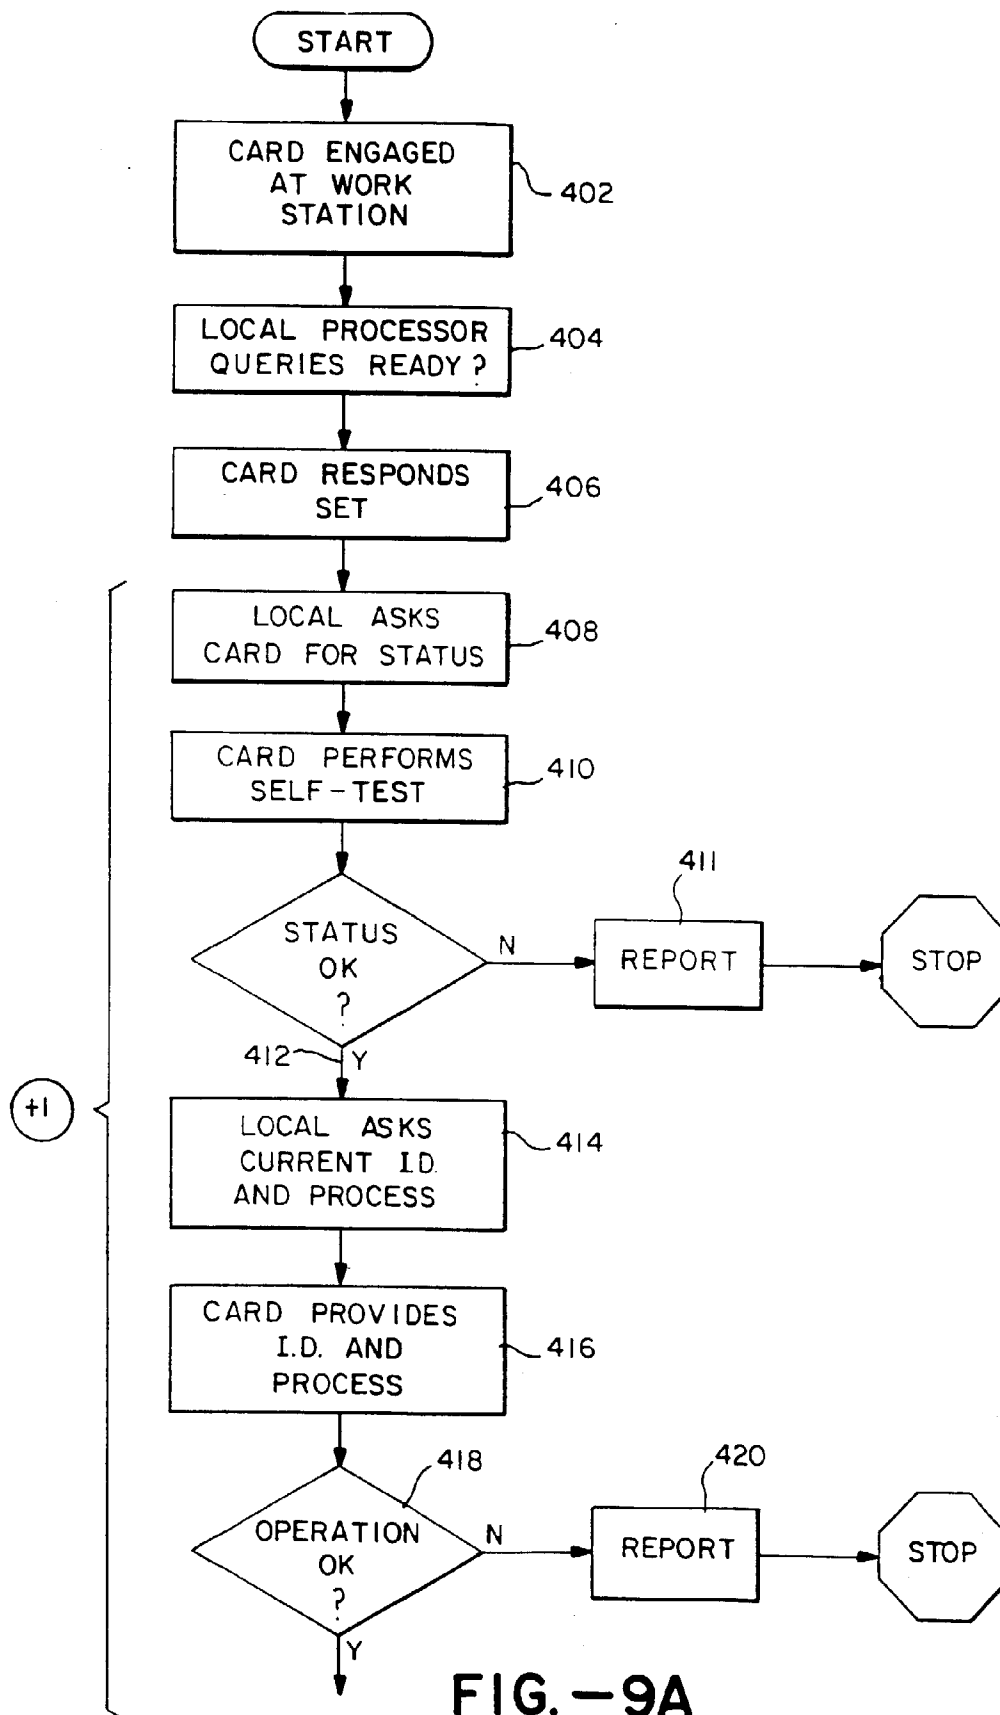 START
CARD ENGAGED
AT WORK
STATION
402
LOCAL PROCESSOR
QUERIES READY?
404
CARD RESPONDS
SET
406
LOCAL ASKS
CARD FOR STATUS
408
CARD PERFORMS
SELF-TEST
410
STATUS
OK
?
N
411
REPORT
STOP
412
Y
+1
LOCAL ASKS
CURRENT I.D.
AND PROCESS
414
CARD PROVIDES
I.D. AND
PROCESS
416
418
OPERATION
OK
?
N
420
REPORT
STOP
Y
FIG.-9A